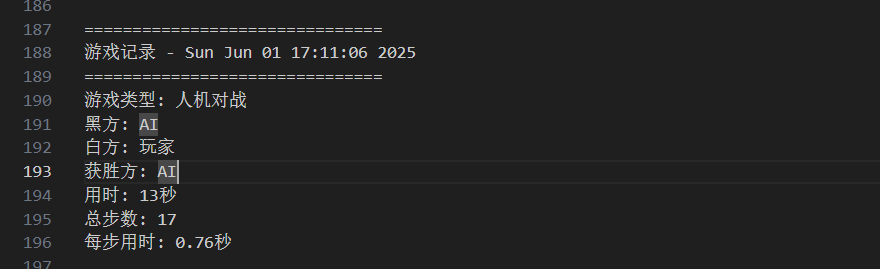 186
187 ===============================
188 游戏记录 - Sun Jun 01 17:11:06 2025
189 ===============================
190 游戏类型: 人机对战
191 黑方: AI
192 白方: 玩家
193 获胜方: AI
194 用时: 13秒
195 总步数: 17
196 每步用时: 0.76秒
197